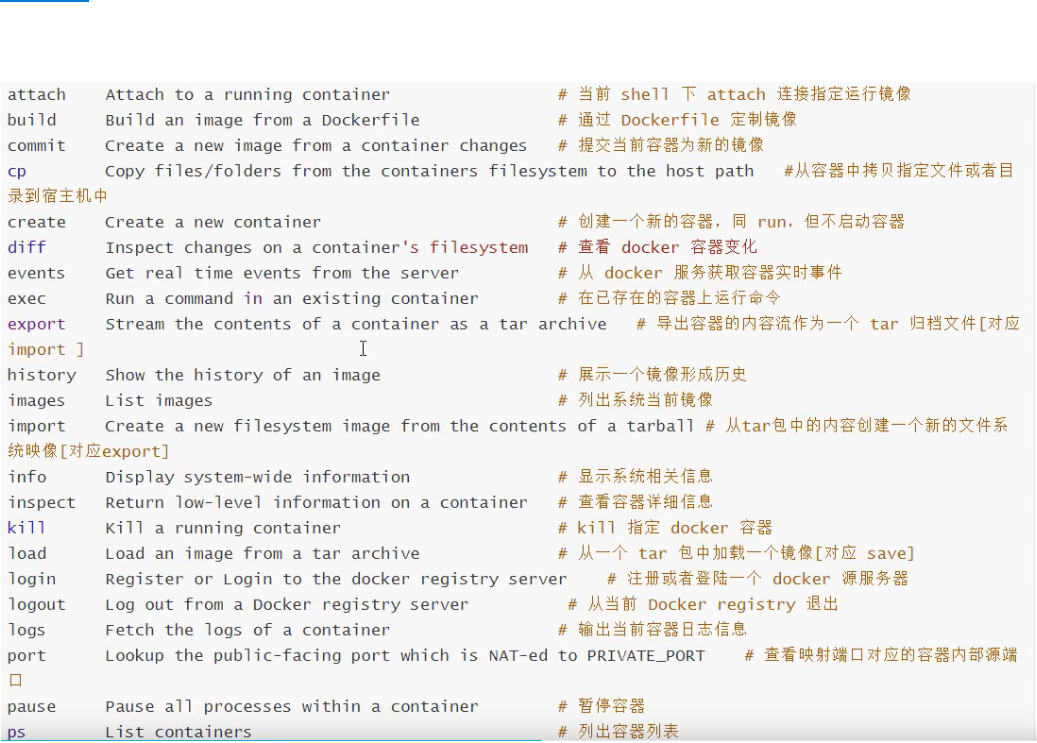 attach    Attach to a running container                 # 当前 shell 下 attach 连接指定运行镜像
build     Build an image from a Dockerfile              # 通过 Dockerfile 定制镜像
commit    Create a new image from a container changes   # 提交当前容器为新的镜像
cp        Copy files/folders from the containers filesystem to the host path   #从容器中拷贝指定文件或者目
录到宿主机中
create    Create a new container                        # 创建一个新的容器，同 run，但不启动容器
diff      Inspect changes on a container's filesystem   # 查看 docker 容器变化
events    Get real time events from the server          # 从 docker 服务获取容器实时事件
exec      Run a command in an existing container        # 在已存在的容器上运行命令
export    Stream the contents of a container as a tar archive   # 导出容器的内容流作为一个 tar 归档文件[对应
import ]
history   Show the history of an image                  # 展示一个镜像形成历史
images    List images                                   # 列出系统当前镜像
import    Create a new filesystem image from the contents of a tarball # 从tar包中的内容创建一个新的文件系
统映像[对应export]
info      Display system-wide information               # 显示系统相关信息
inspect   Return low-level information on a container   # 查看容器详细信息
kill      Kill a running container                      # kill 指定 docker 容器
load      Load an image from a tar archive              # 从一个 tar 包中加载一个镜像[对应 save]
login     Register or Login to the docker registry server    # 注册或者登陆一个 docker 源服务器
logout    Log out from a Docker registry server          # 从当前 Docker registry 退出
logs      Fetch the logs of a container                 # 输出当前容器日志信息
port      Lookup the public-facing port which is NAT-ed to PRIVATE_PORT    # 查看映射端口对应的容器内部源端
口
pause     Pause all processes within a container        # 暂停容器
ps        List containers                               # 列出容器列表